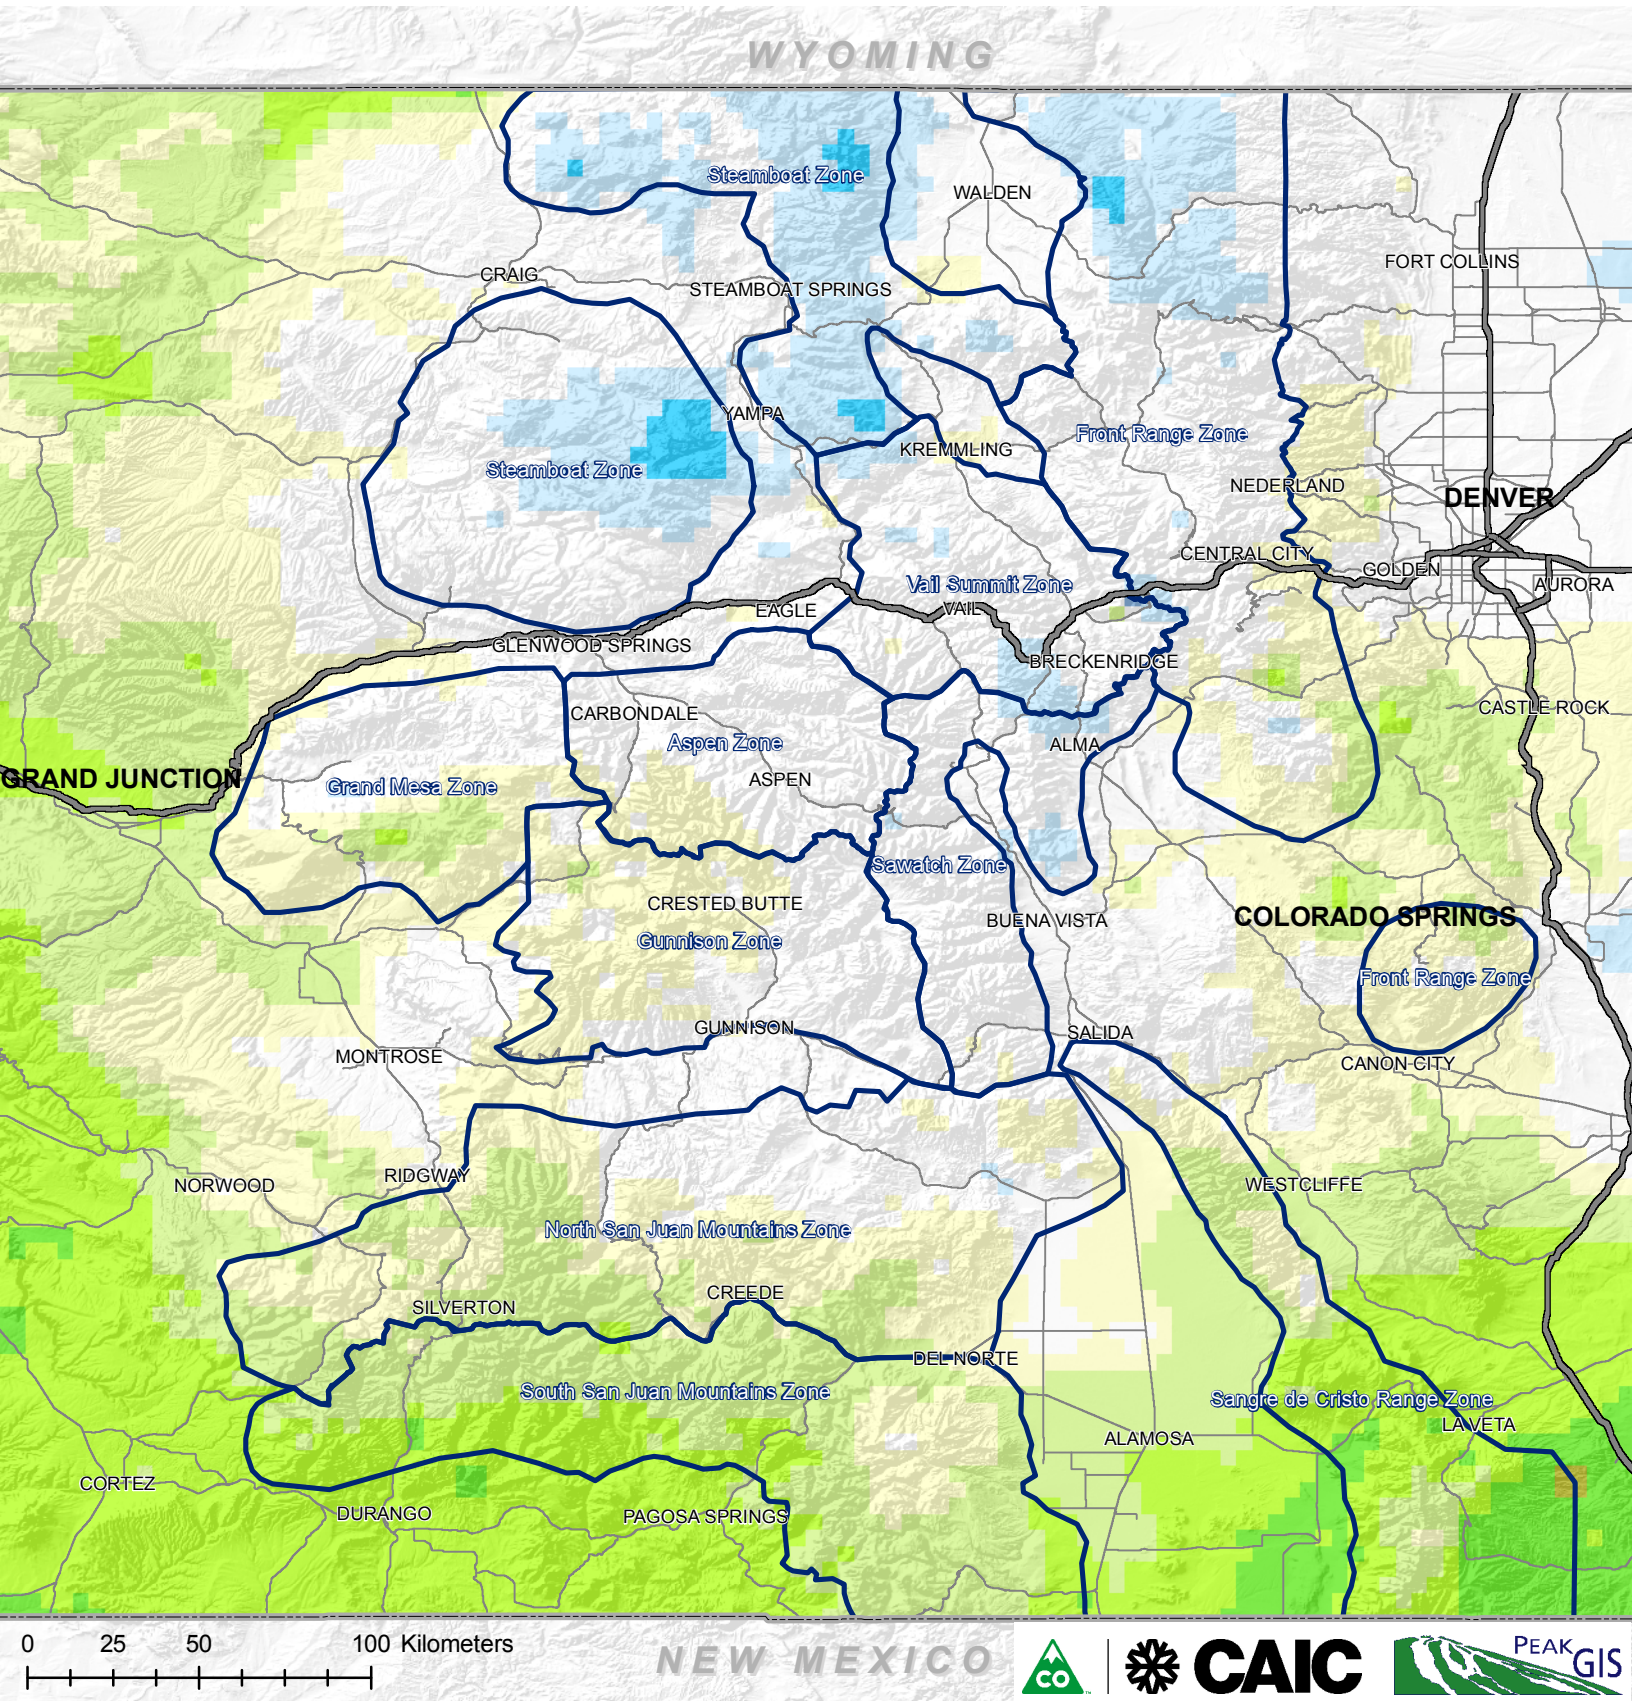 WYOMING
Steamboat Zone
WALDEN
FORT COLLINS
CRAIG
STEAMBOAT SPRINGS
YAMPA
Front Range Zone
KREMMLING
Steamboat Zone
NEDERLAND
DENVER
CENTRAL CITY
GOLDEN
AURORA
Vail Summit Zone
EAGLE
VAIL
GLENWOOD SPRINGS
BRECKENRIDGE
CARBONDALE
CASTLE ROCK
Aspen Zone
ALMA
GRAND JUNCTION
ASPEN
Grand Mesa Zone
Sawatch Zone
CRESTED BUTTE
BUENA VISTA
COLORADO SPRINGS
Gunnison Zone
Front Range Zone
GUNNISON
SALIDA
MONTROSE
CANON CITY
RIDGWAY
NORWOOD
WESTCLIFFE
North San Juan Mountains Zone
CREEDE
SILVERTON
DEL NORTE
South San Juan Mountains Zone
Sangre de Cristo Range Zone
LA VETA
ALAMOSA
CORTEZ
DURANGO
PAGOSA SPRINGS
0 25 50 100 Kilometers
NEW MEXICO
CO
CAIC
PEAK
GIS